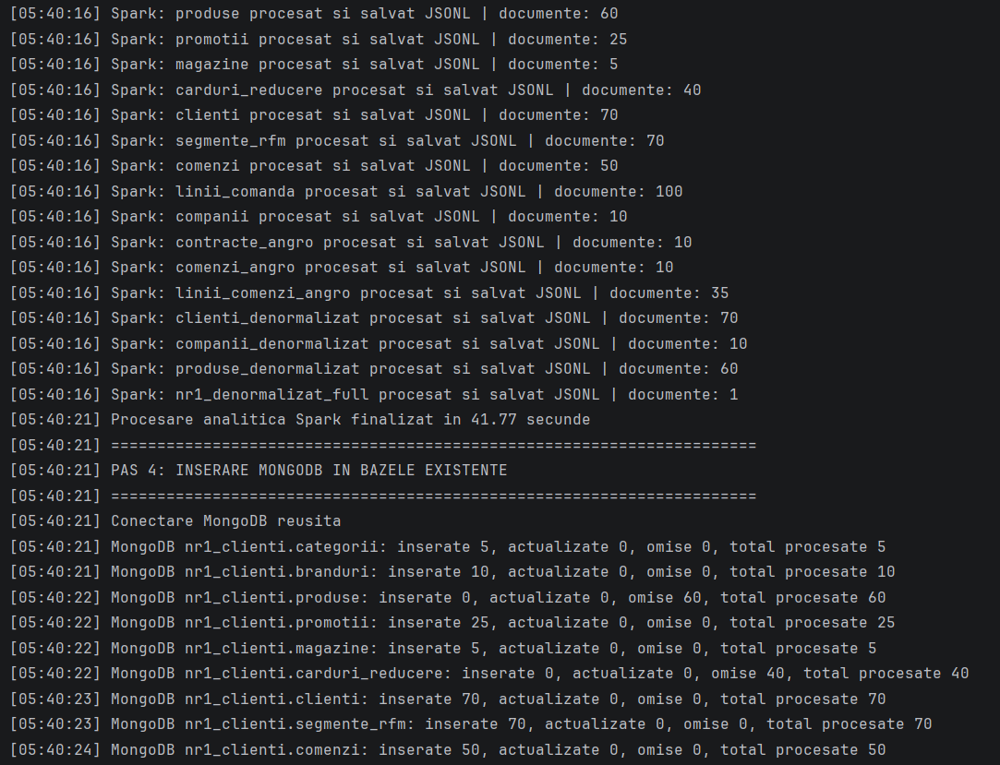 [05:40:16] Spark: produse procesat si salvat JSONL | documente: 60
[05:40:16] Spark: promotii procesat si salvat JSONL | documente: 25
[05:40:16] Spark: magazine procesat si salvat JSONL | documente: 5
[05:40:16] Spark: carduri_reducere procesat si salvat JSONL | documente: 40
[05:40:16] Spark: clienti procesat si salvat JSONL | documente: 70
[05:40:16] Spark: segmente_rfm procesat si salvat JSONL | documente: 70
[05:40:16] Spark: comenzi procesat si salvat JSONL | documente: 50
[05:40:16] Spark: linii_comanda procesat si salvat JSONL | documente: 100
[05:40:16] Spark: companii procesat si salvat JSONL | documente: 10
[05:40:16] Spark: contracte_angro procesat si salvat JSONL | documente: 10
[05:40:16] Spark: comenzi_angro procesat si salvat JSONL | documente: 10
[05:40:16] Spark: linii_comenzi_angro procesat si salvat JSONL | documente: 35
[05:40:16] Spark: clienti_denormalizat procesat si salvat JSONL | documente: 70
[05:40:16] Spark: companii_denormalizat procesat si salvat JSONL | documente: 10
[05:40:16] Spark: produse_denormalizat procesat si salvat JSONL | documente: 60
[05:40:16] Spark: nr1_denormalizat_full procesat si salvat JSONL | documente: 1
[05:40:21] Procesare analitica Spark finalizat in 41.77 secunde
[05:40:21] ======================================================================
[05:40:21] PAS 4: INSERARE MONGODB IN BAZELE EXISTENTE
[05:40:21] ======================================================================
[05:40:21] Conectare MongoDB reusita
[05:40:21] MongoDB nr1_clienti.categorii: inserate 5, actualizate 0, omise 0, total procesate 5
[05:40:21] MongoDB nr1_clienti.branduri: inserate 10, actualizate 0, omise 0, total procesate 10
[05:40:22] MongoDB nr1_clienti.produse: inserate 0, actualizate 0, omise 60, total procesate 60
[05:40:22] MongoDB nr1_clienti.promotii: inserate 25, actualizate 0, omise 0, total procesate 25
[05:40:22] MongoDB nr1_clienti.magazine: inserate 5, actualizate 0, omise 0, total procesate 5
[05:40:22] MongoDB nr1_clienti.carduri_reducere: inserate 0, actualizate 0, omise 40, total procesate 40
[05:40:23] MongoDB nr1_clienti.clienti: inserate 70, actualizate 0, omise 0, total procesate 70
[05:40:23] MongoDB nr1_clienti.segmente_rfm: inserate 70, actualizate 0, omise 0, total procesate 70
[05:40:24] MongoDB nr1_clienti.comenzi: inserate 50, actualizate 0, omise 0, total procesate 50